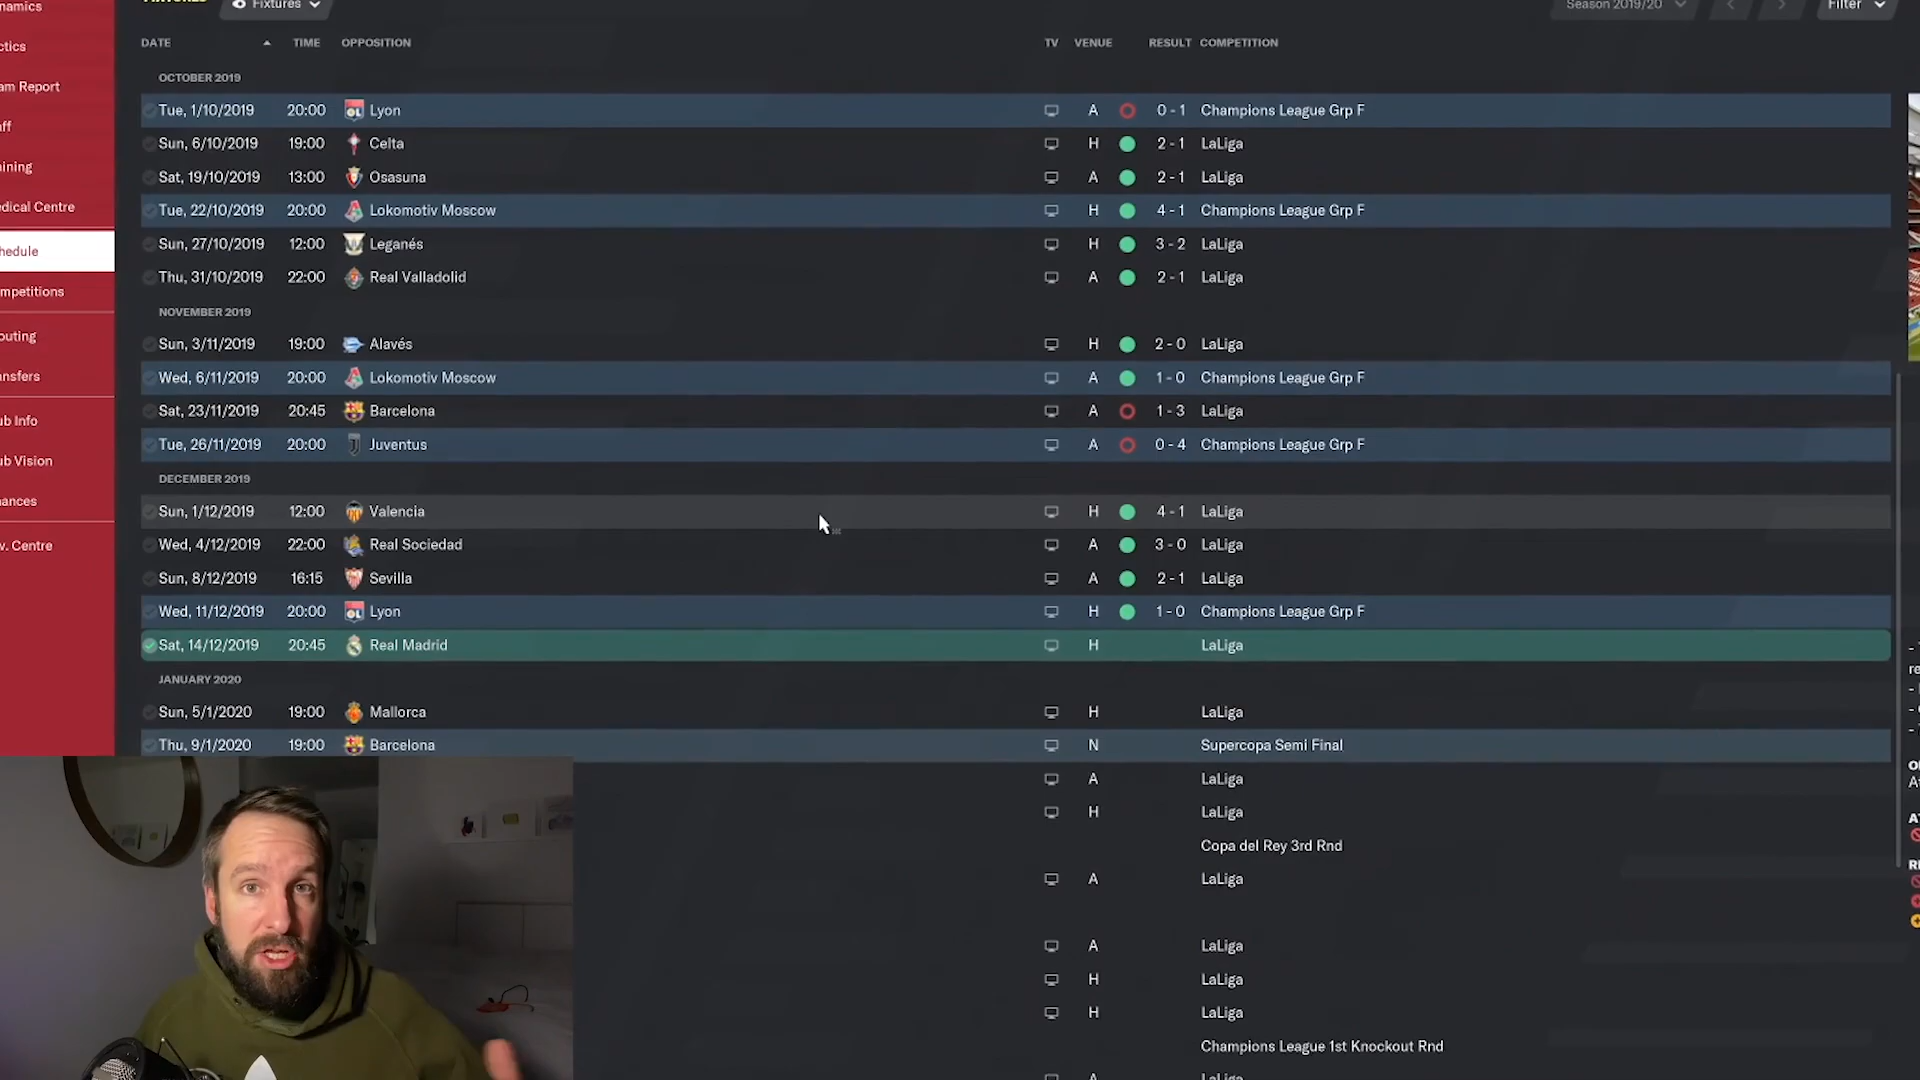 Fixtures
Season 2019/20
Filter
DATE TIME OPPOSITION TV VENUE RESULT COMPETITION
OCTOBER 2019
Tue, 1/10/2019 20:00 Lyon A 0 - 1 Champions League Grp F
Sun, 6/10/2019 19:00 Celta H 2 - 1 LaLiga
Sat, 19/10/2019 13:00 Osasuna A 2 - 1 LaLiga
Tue, 22/10/2019 20:00 Lokomotiv Moscow H 4 - 1 Champions League Grp F
Sun, 27/10/2019 12:00 Leganés H 3 - 2 LaLiga
Thu, 31/10/2019 22:00 Real Valladolid A 2 - 1 LaLiga
NOVEMBER 2019
Sun, 3/11/2019 19:00 Alavés H 2 - 0 LaLiga
Wed, 6/11/2019 20:00 Lokomotiv Moscow A 1 - 0 Champions League Grp F
Sat, 23/11/2019 20:45 Barcelona A 1 - 3 LaLiga
Tue, 26/11/2019 20:00 Juventus A 0 - 4 Champions League Grp F
DECEMBER 2019
Sun, 1/12/2019 12:00 Valencia H 4 - 1 LaLiga
Wed, 4/12/2019 22:00 Real Sociedad A 3 - 0 LaLiga
Sun, 8/12/2019 16:15 Sevilla A 2 - 1 LaLiga
Wed, 11/12/2019 20:00 Lyon H 1 - 0 Champions League Grp F
Sat, 14/12/2019 20:45 Real Madrid H LaLiga
JANUARY 2020
Sun, 5/1/2020 19:00 Mallorca H LaLiga
Thu, 9/1/2020 19:00 Barcelona N Supercopa Semi Final
A LaLiga
H LaLiga
Copa del Rey 3rd Rnd
A LaLiga
A LaLiga
H LaLiga
H LaLiga
Champions League 1st Knockout Rnd
A LaLiga
namics
ctics
am Report
aff
ining
edical Centre
hedule
mpetitions
outing
ansfers
ub Info
ub Vision
nances
v. Centre